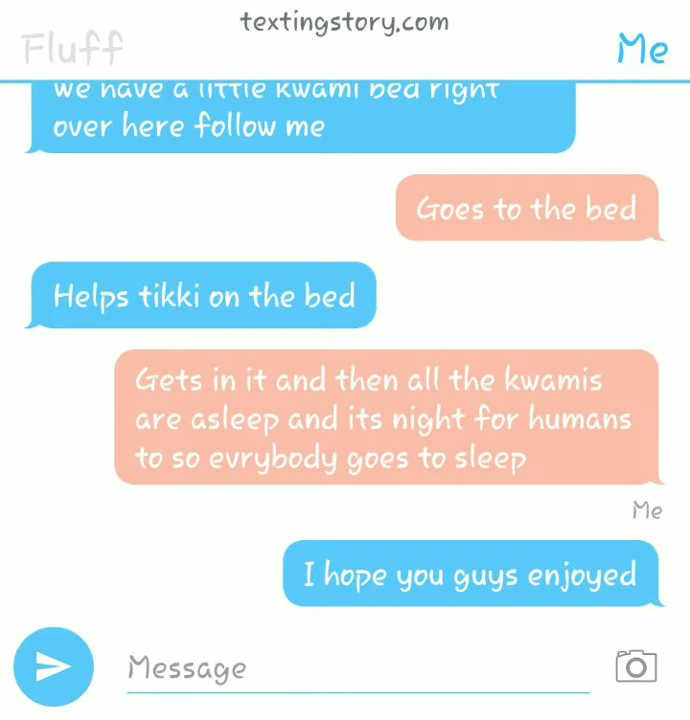 textingstory.com
Fluff
Me
we have a little kwami bed right
over here follow me
Goes to the bed
Helps tikki on the bed
Gets in it and then all the kwamis
are asleep and its night for humans
to so evrybody goes to sleep
Me
I hope you guys enjoyed
Message